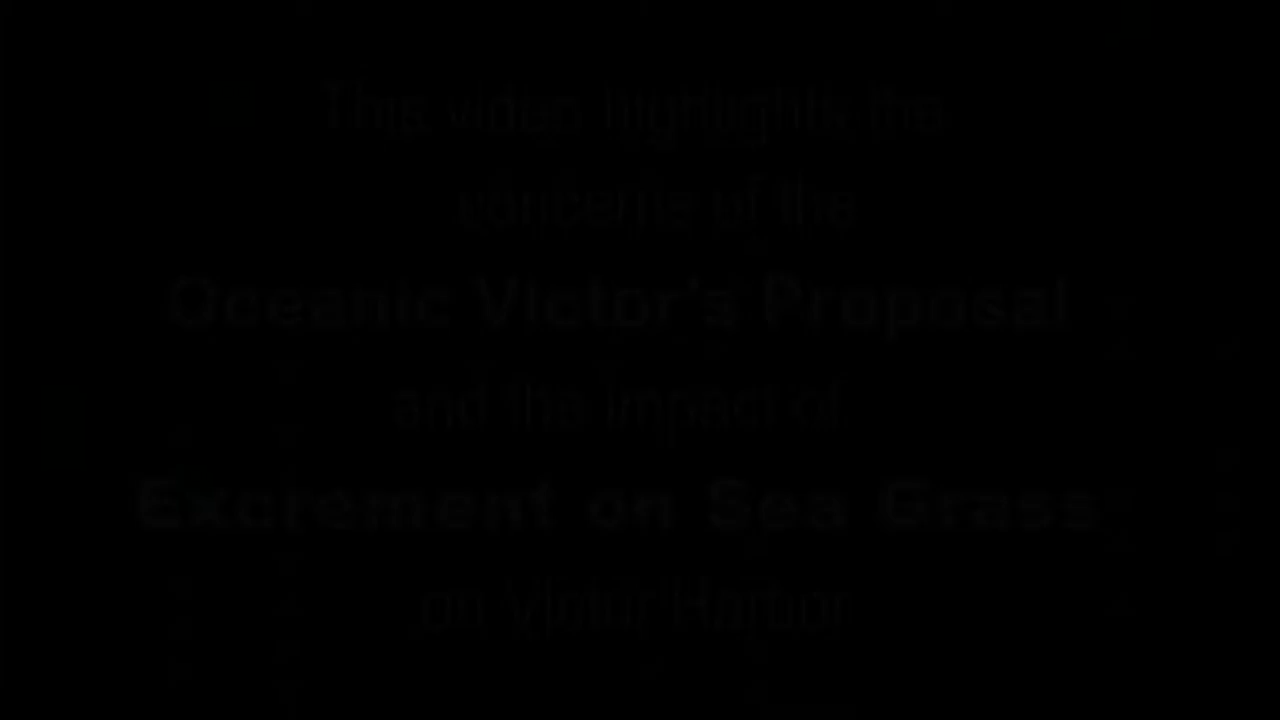 This video highlights the
concerns of the
Oceanic Victor's Proposal
and the impact of
Excrement on Sea Grass
on Victor Harbor